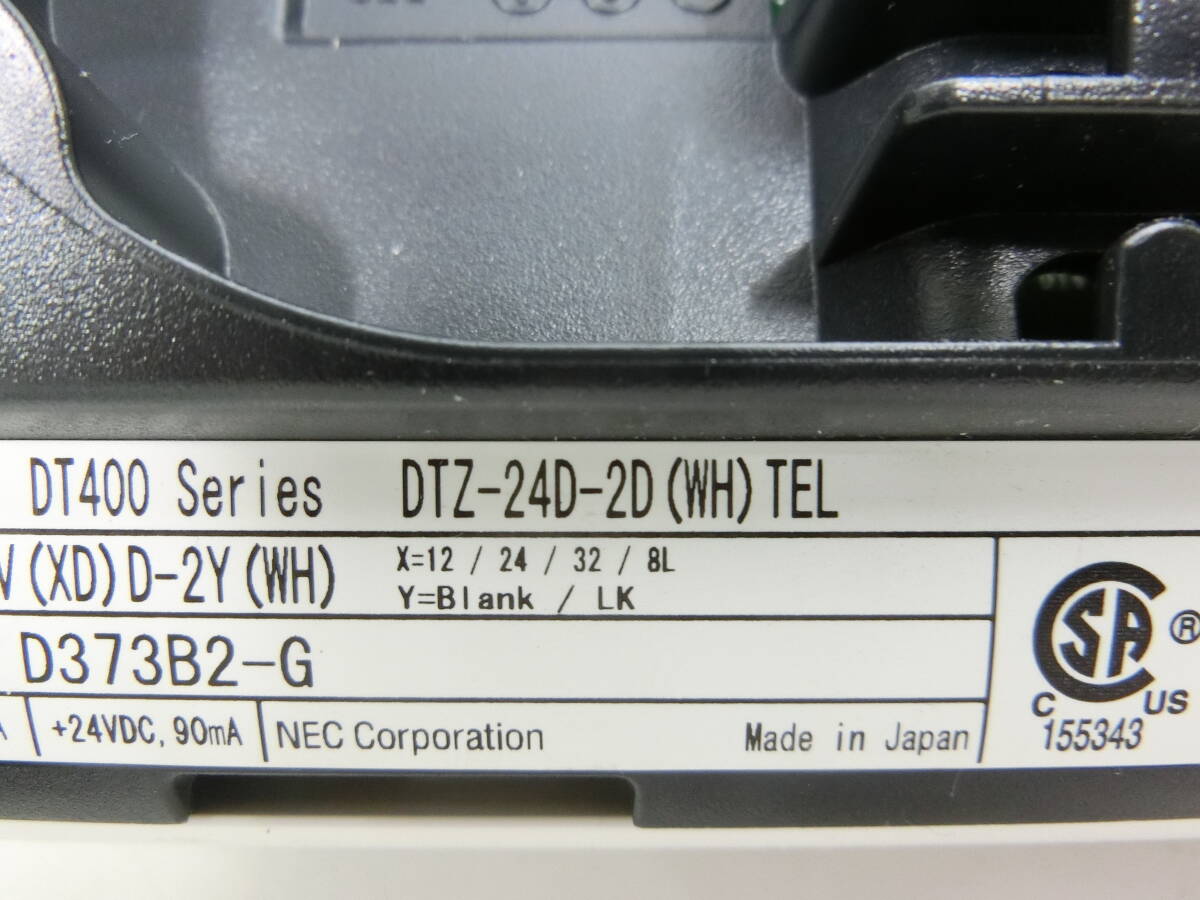 DT400 Series DTZ-24D-2D(WH)TEL
(XD)D-2Y(WH) X=12 / 24 / 32 / 8L
Y=Blank / LK
D373B2-G
+24VDC, 90mA NEC Corporation Made in Japan
CSA ®
C US
155343